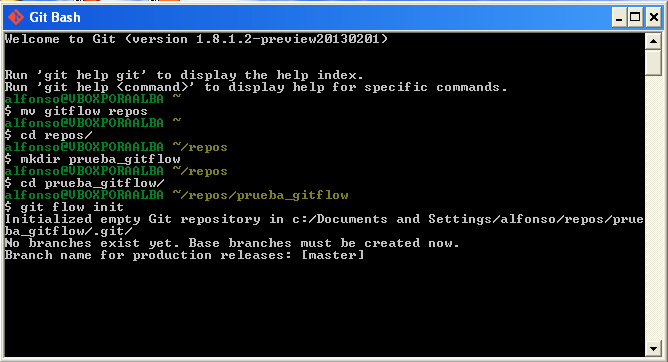 Git Bash
Welcome to Git (version 1.8.1.2-preview20130201)
Run 'git help git' to display the help index.
Run 'git help <command>' to display help for specific commands.
alfonso@VBOXPORAALBA ~
$ mv gitflow repos
alfonso@VBOXPORAALBA ~
$ cd repos/
alfonso@VBOXPORAALBA ~/repos
$ mkdir prueba_gitflow
alfonso@VBOXPORAALBA ~/repos
$ cd prueba_gitflow/
alfonso@VBOXPORAALBA ~/repos/prueba_gitflow
$ git flow init
Initialized empty Git repository in c:/Documents and Settings/alfonso/repos/prue
ba_gitflow/.git/
No branches exist yet. Base branches must be created now.
Branch name for production releases: [master]